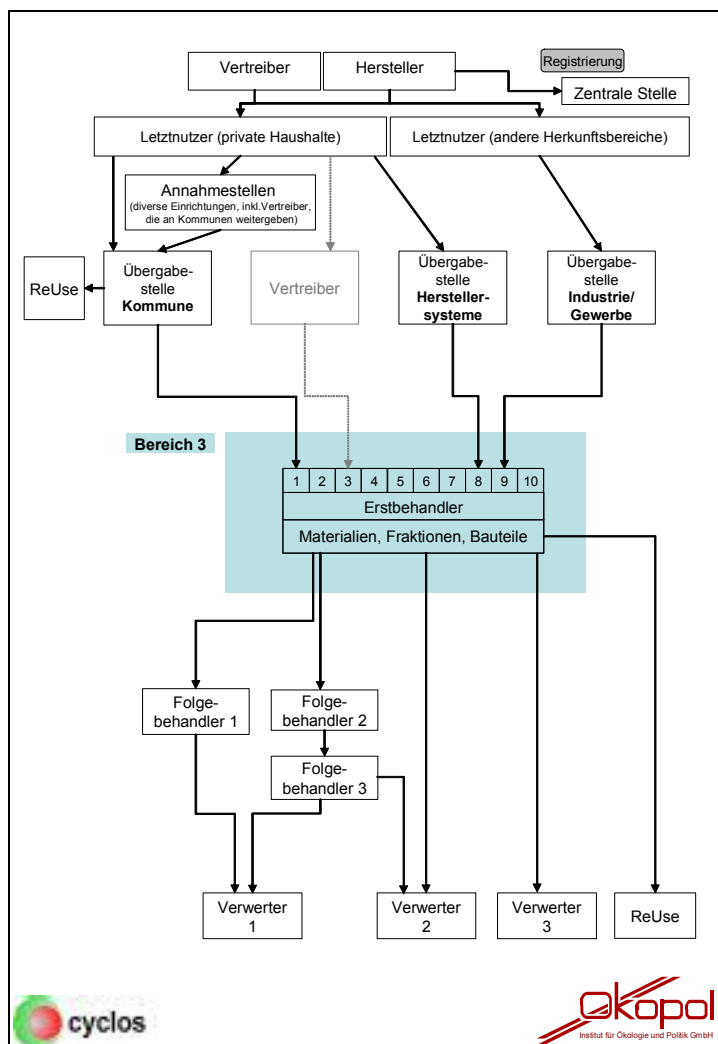 Registrierung
Vertreiber
Hersteller
Zentrale Stelle
Letztnutzer (private Haushalte)
Letztnutzer (andere Herkunftsbereiche)
Annahmestellen
(diverse Einrichtungen, inkl.Vertreiber,
die an Kommunen weitergeben)
ReUse
Übergabe-
stelle
Kommune
Vertreiber
Übergabe-
stelle
Hersteller-
systeme
Übergabe-
stelle
Industrie/
Gewerbe
Bereich 3
1 2 3 4 5 6 7 8 9 10
Erstbehandler
Materialien, Fraktionen, Bauteile
Folge-
behandler 1
Folge-
behandler 2
Folge-
behandler 3
Verwerter
1
Verwerter
2
Verwerter
3
ReUse
cyclos
Ökopol
Institut für Ökologie und Politik GmbH